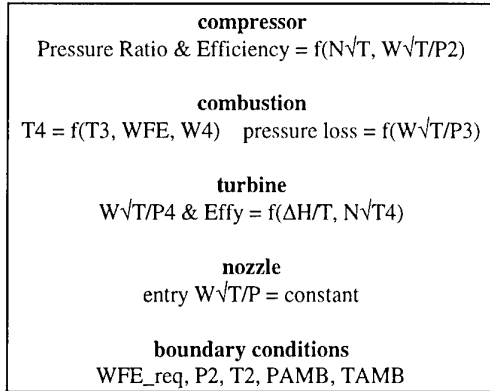 compressor
Pressure Ratio & Efficiency = f(N√T, W√T/P2)
combustion
T4 = f(T3, WFE, W4) pressure loss = f(W√T/P3)
turbine
W√T/P4 & Effy = f(ΔH/T, N√T4)
nozzle
entry W√T/P = constant
boundary conditions
WFE_req, P2, T2, PAMB, TAMB